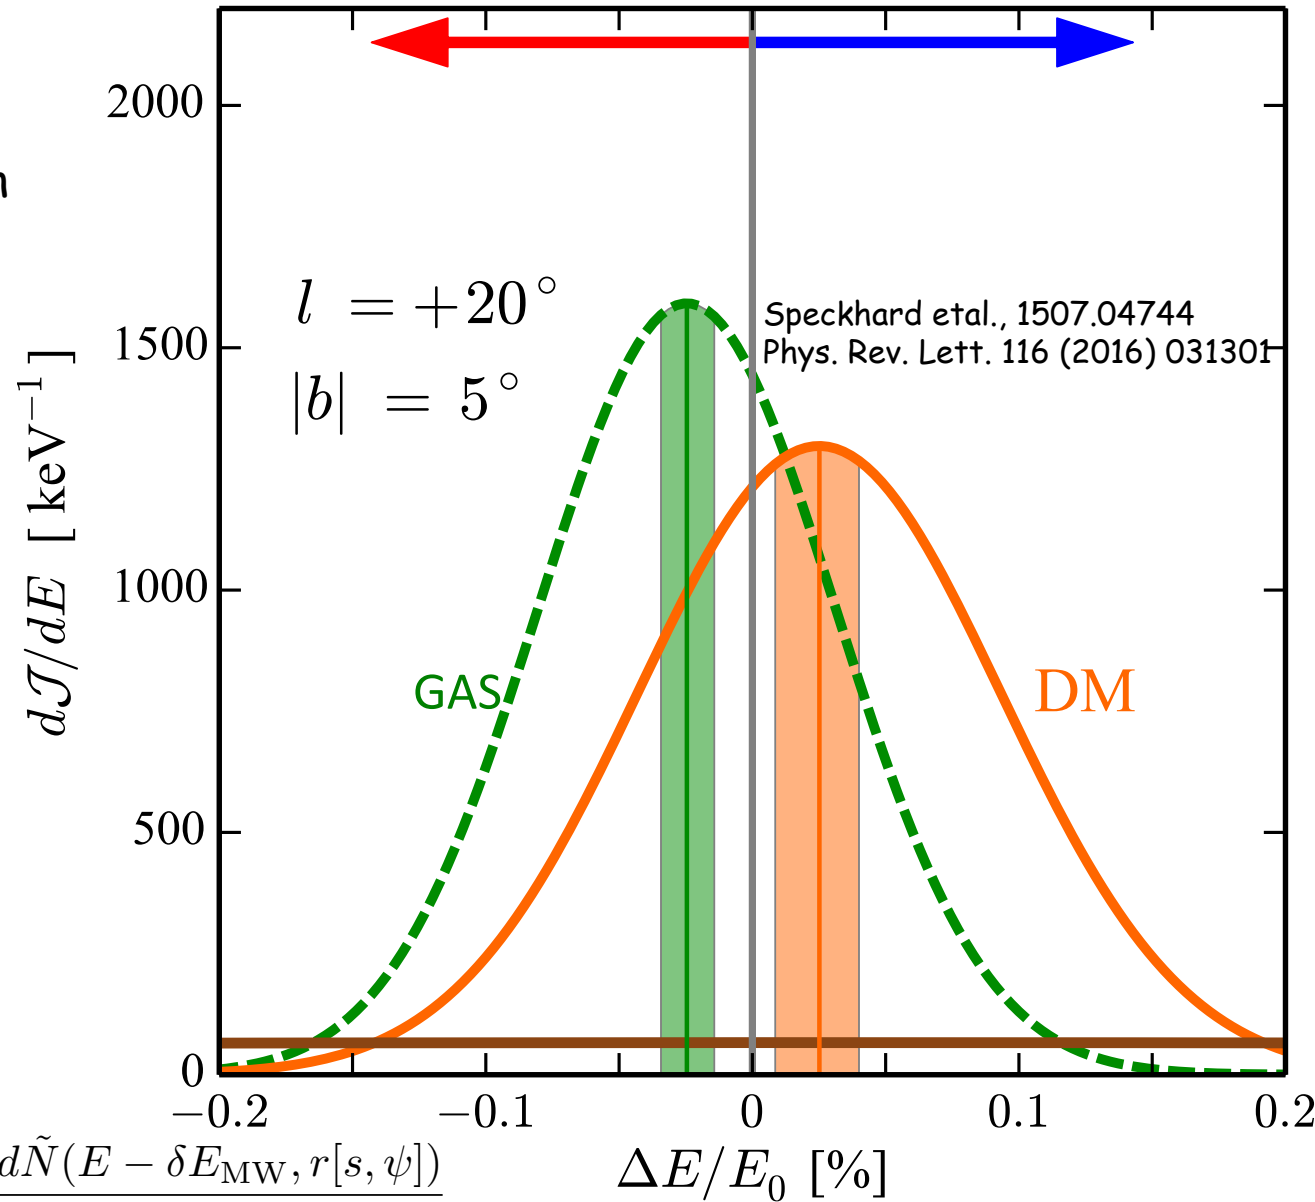 2000
l = +20°
Speckhard etal., 1507.04744
1500
Phys. Rev. Lett. 116 (2016) 031301
|b| = 5°
d𝒥/dE [keV⁻¹]
1000
GAS
DM
500
0
−0.2 −0.1 0 0.1 0.2
dÑ(E − δE_MW, r[s, ψ])
ΔE/E₀ [%]